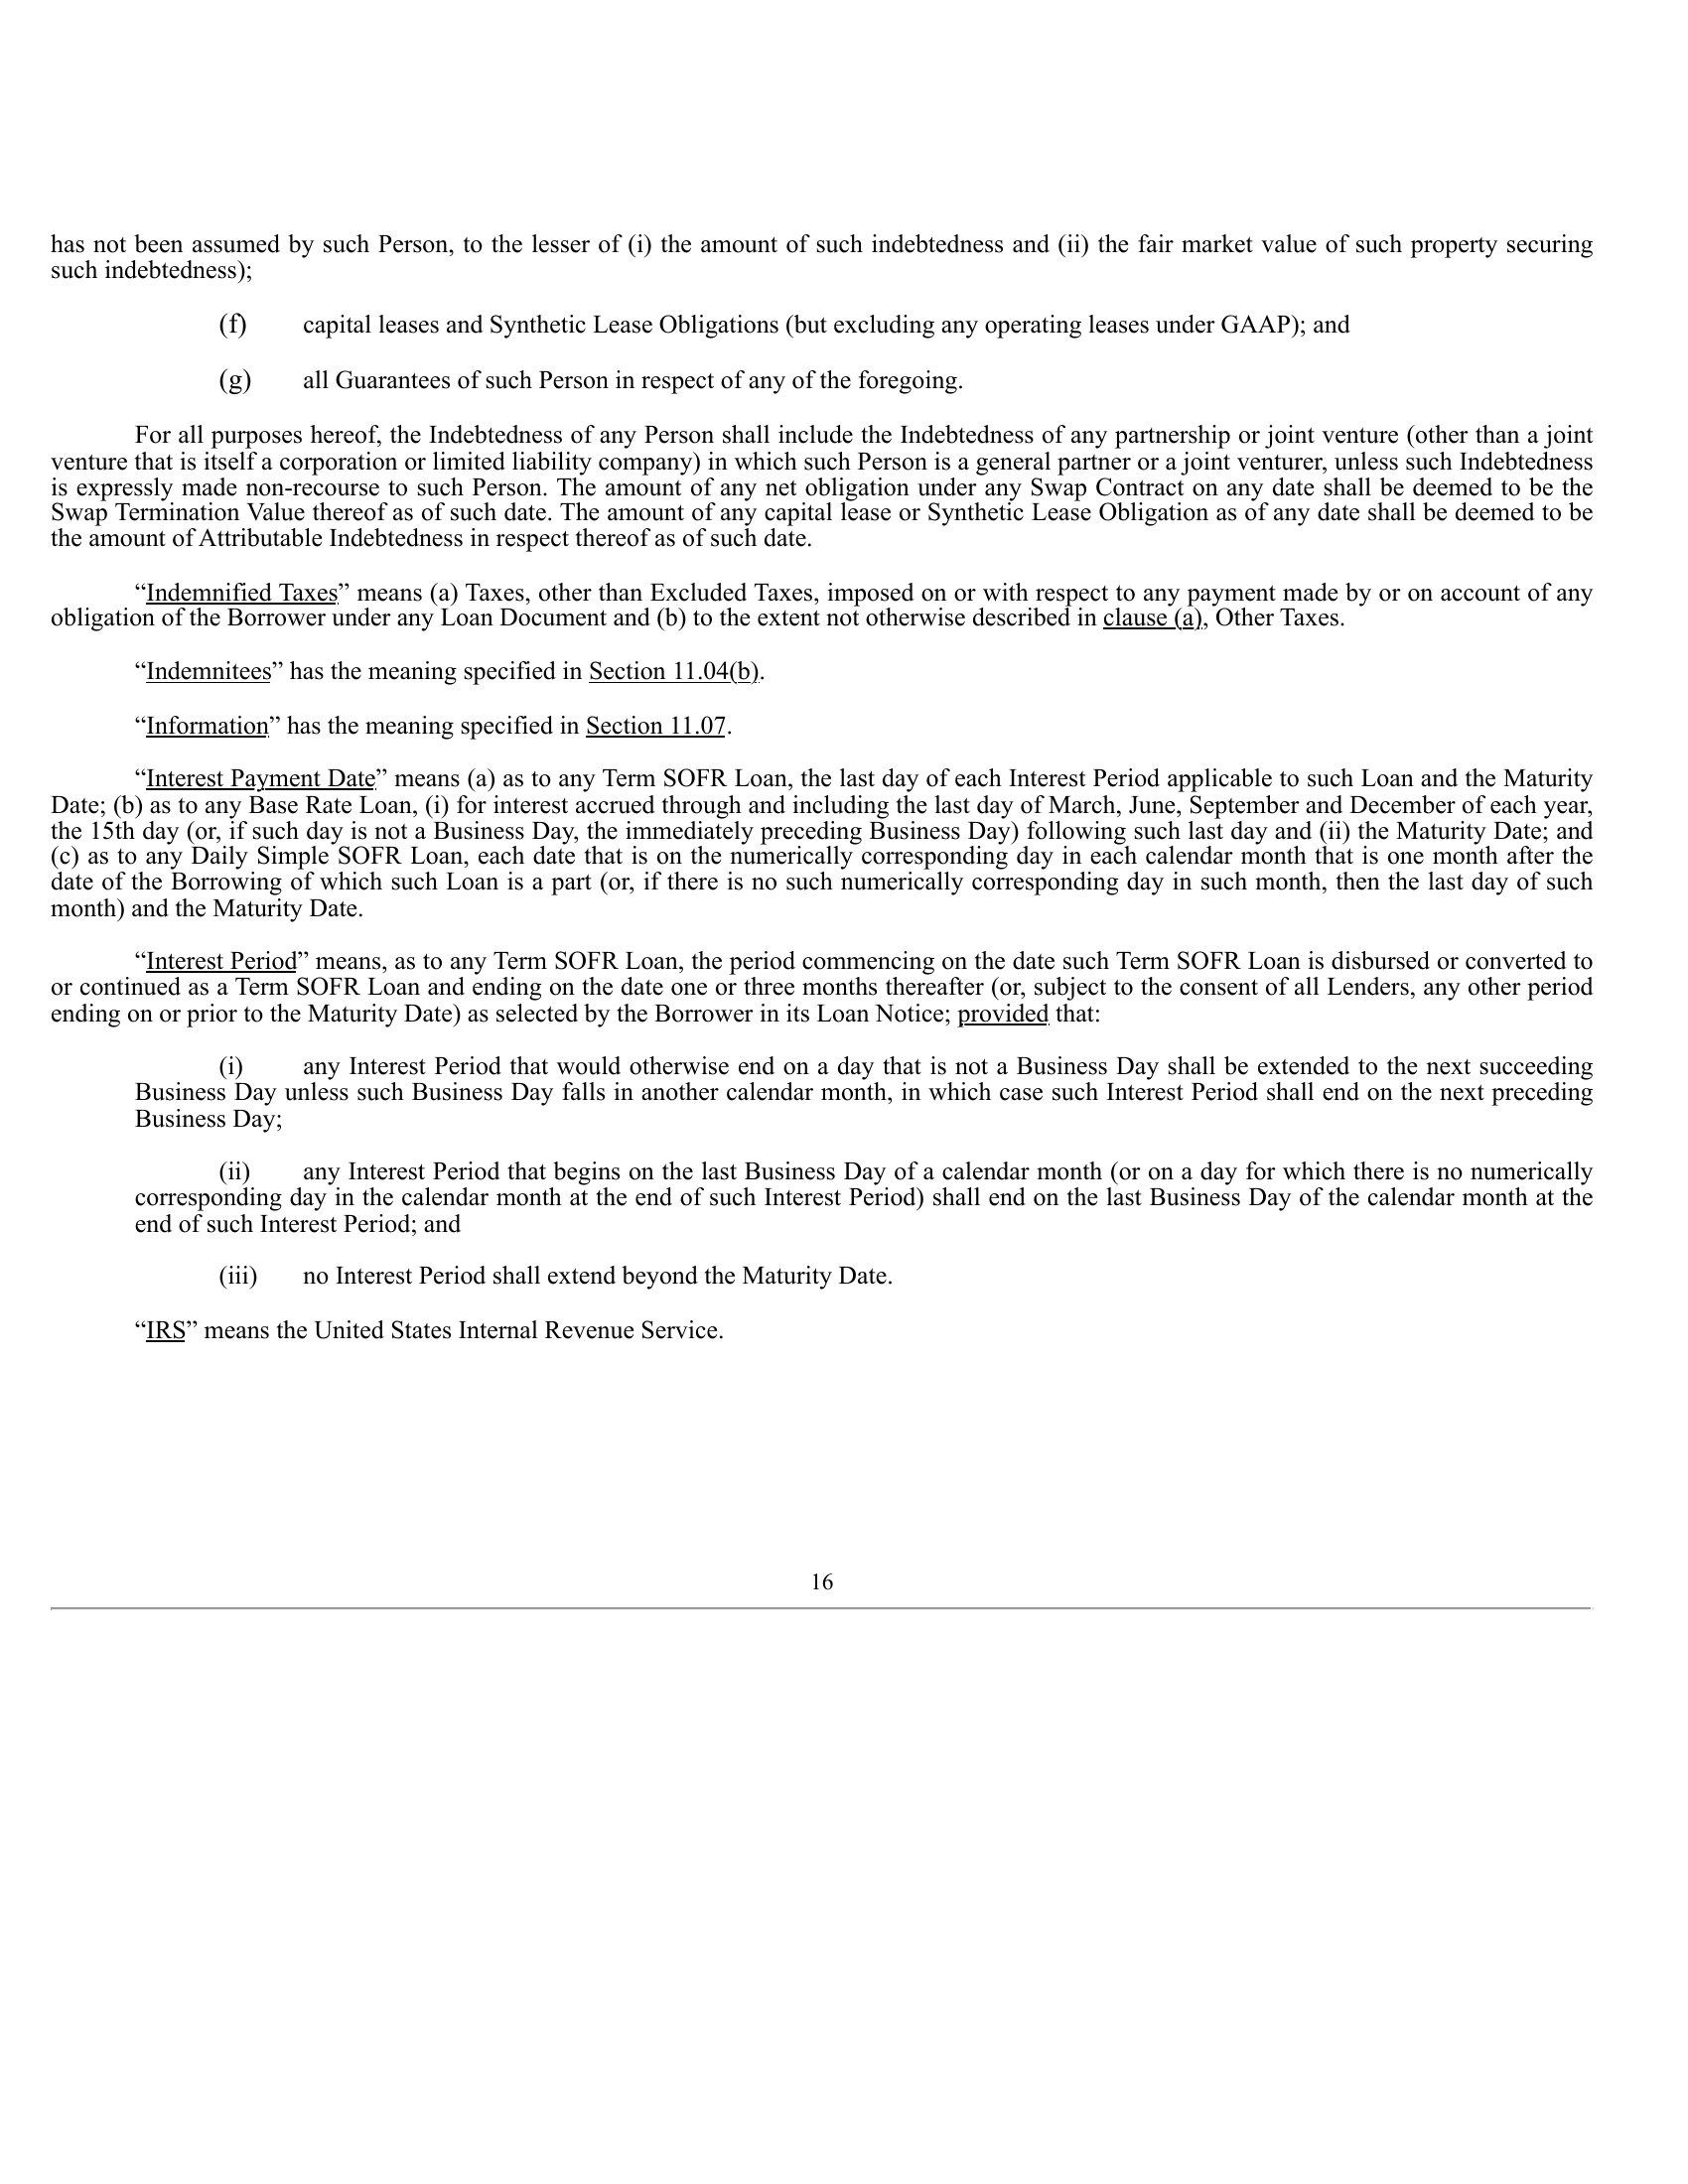 has not been assumed by such Person, to the lesser of (i) the amount of such indebtedness and (ii) the fair market value of such property securing
such indebtedness);
(f) capital leases and Synthetic Lease Obligations (but excluding any operating leases under GAAP); and
(g) all Guarantees of such Person in respect of any of the foregoing.
For all purposes hereof, the Indebtedness of any Person shall include the Indebtedness of any partnership or joint venture (other than a joint
venture that is itself a corporation or limited liability company) in which such Person is a general partner or a joint venturer, unless such Indebtedness
is expressly made non-recourse to such Person. The amount of any net obligation under any Swap Contract on any date shall be deemed to be the
Swap Termination Value thereof as of such date. The amount of any capital lease or Synthetic Lease Obligation as of any date shall be deemed to be
the amount of Attributable Indebtedness in respect thereof as of such date.
“Indemnified Taxes” means (a) Taxes, other than Excluded Taxes, imposed on or with respect to any payment made by or on account of any
obligation of the Borrower under any Loan Document and (b) to the extent not otherwise described in clause (a), Other Taxes.
“Indemnitees” has the meaning specified in Section 11.04(b).
“Information” has the meaning specified in Section 11.07.
“Interest Payment Date” means (a) as to any Term SOFR Loan, the last day of each Interest Period applicable to such Loan and the Maturity
Date; (b) as to any Base Rate Loan, (i) for interest accrued through and including the last day of March, June, September and December of each year,
the 15th day (or, if such day is not a Business Day, the immediately preceding Business Day) following such last day and (ii) the Maturity Date; and
(c) as to any Daily Simple SOFR Loan, each date that is on the numerically corresponding day in each calendar month that is one month after the
date of the Borrowing of which such Loan is a part (or, if there is no such numerically corresponding day in such month, then the last day of such
month) and the Maturity Date.
“Interest Period” means, as to any Term SOFR Loan, the period commencing on the date such Term SOFR Loan is disbursed or converted to
or continued as a Term SOFR Loan and ending on the date one or three months thereafter (or, subject to the consent of all Lenders, any other period
ending on or prior to the Maturity Date) as selected by the Borrower in its Loan Notice; provided that:
(i) any Interest Period that would otherwise end on a day that is not a Business Day shall be extended to the next succeeding
Business Day unless such Business Day falls in another calendar month, in which case such Interest Period shall end on the next preceding
Business Day;
(ii) any Interest Period that begins on the last Business Day of a calendar month (or on a day for which there is no numerically
corresponding day in the calendar month at the end of such Interest Period) shall end on the last Business Day of the calendar month at the
end of such Interest Period; and
(iii) no Interest Period shall extend beyond the Maturity Date.
“IRS” means the United States Internal Revenue Service.
16